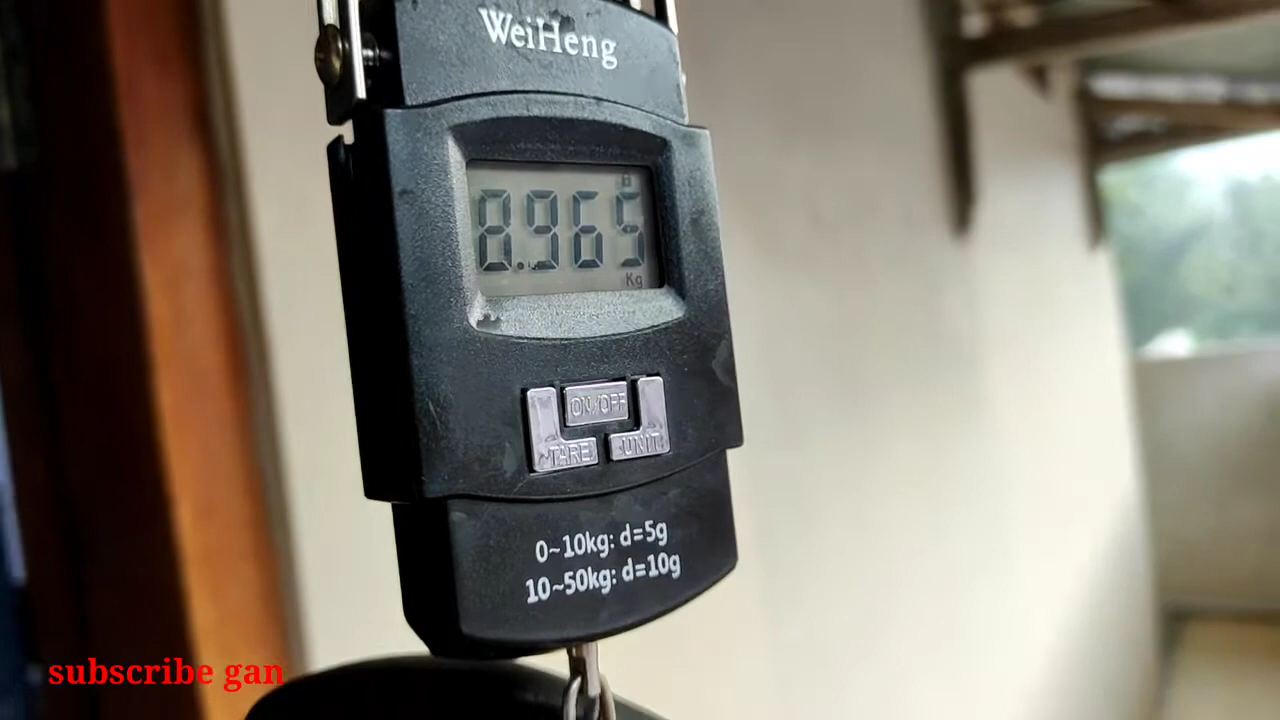 WeiHeng
8.965
Kg
ON/OFF
TARE
UNIT
0~10kg: d=5g
10~50kg: d=10g
subscribe gan